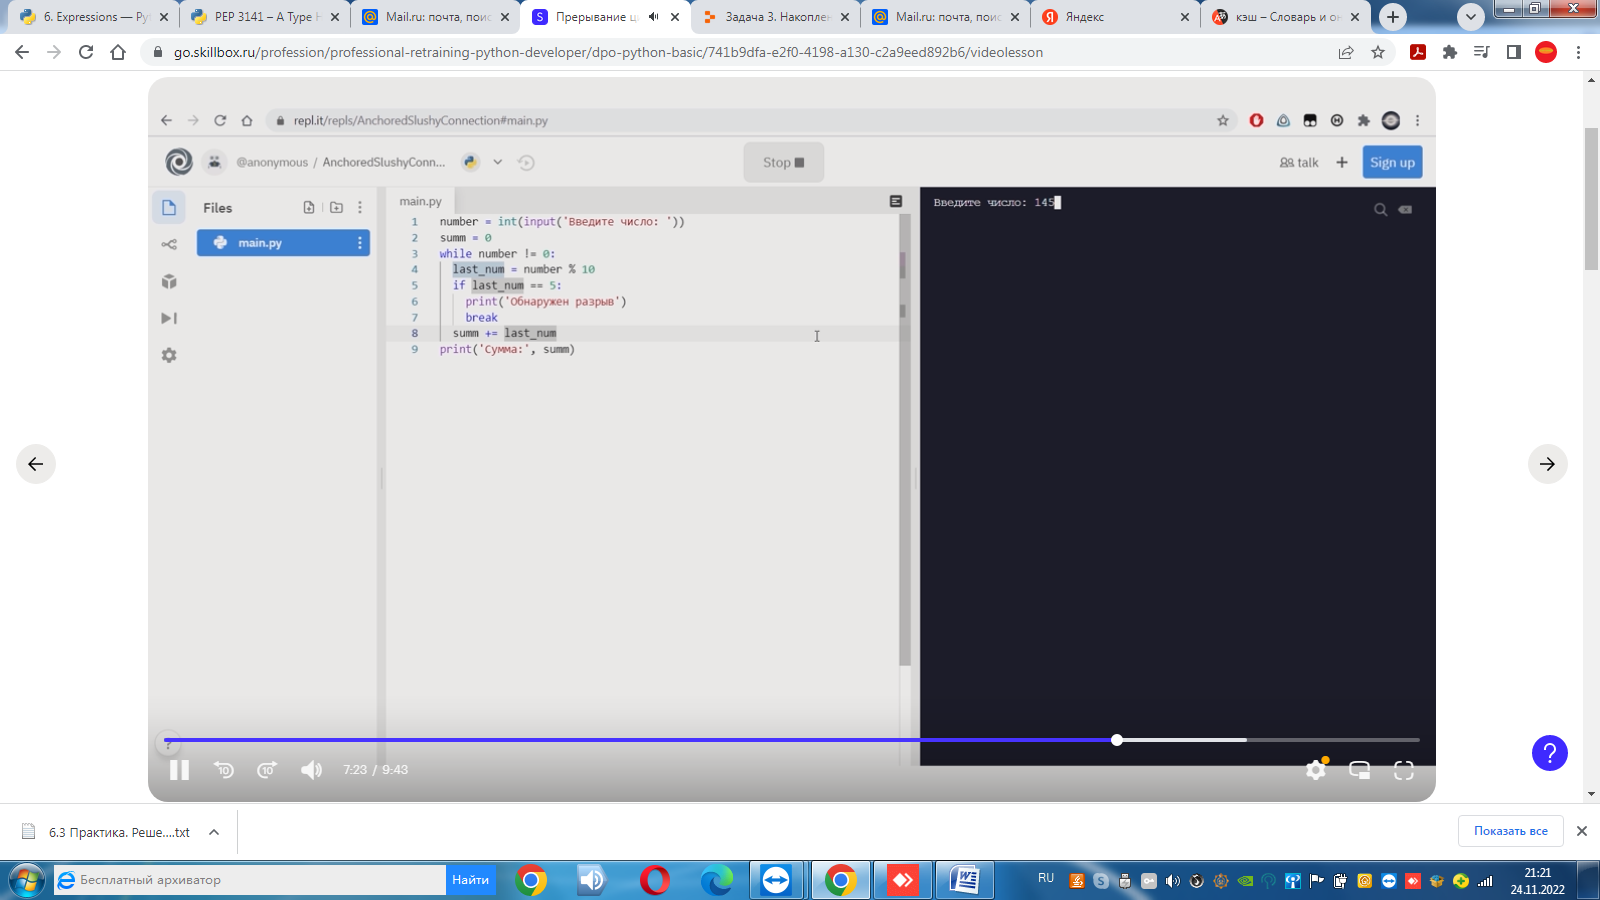 6. Expressions — Py
PEP 3141 – A Type H
Mail.ru: почта, поис
Прерывание ц
Задача 3. Накоплен
Mail.ru: почта, поис
Яндекс
кэш – Словарь и он
go.skillbox.ru/profession/professional-retraining-python-developer/dpo-python-basic/741b9dfa-e2f0-4198-a130-c2a9eed892b6/videolesson
repl.it/repls/AnchoredSlushyConnection#main.py
@anonymous / AnchoredSlushyConn...
Stop
talk
Sign up
Files
main.py
main.py
1 number = int(input('Введите число: '))
2 summ = 0
3 while number != 0:
4 last_num = number % 10
5 if last_num == 5:
6 print('Обнаружен разрыв')
7 break
8 summ += last_num
9 print('Сумма:', summ)
Введите число: 145
?
10
10
7:23 / 9:43
?
6.3 Практика. Реше....txt
Показать все
Бесплатный архиватор
Найти
RU
21:21
24.11.2022